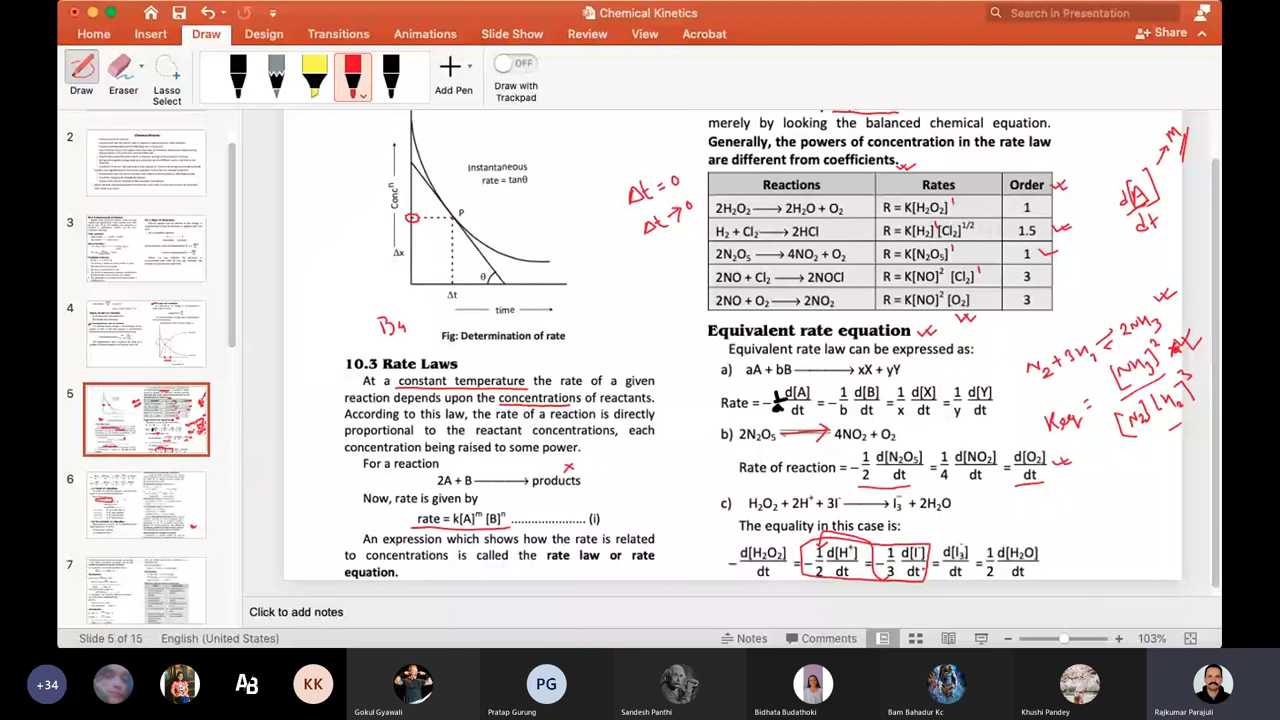 Chemical Kinetics
Search in Presentation
Home Insert Draw Design Transitions Animations Slide Show Review View Acrobat
Share
Draw
Eraser
Lasso
Select
Add Pen
OFF
Draw with
Trackpad
2
3
4
5
6
7
Concⁿ
Instantaneous
rate = tanθ
P
Δx
θ
Δt
time
Fig: Determination of rate
10.3 Rate Laws
At a constant temperature the rate of a given
reaction depends upon the concentrations of reactants.
According to this law, the rate of a reaction is directly
proportional to the reactant concentrations, each
concentration being raised to some power.
For a reaction
2A + B ⟶ products
Now, rate is given by
rate = k[A]ᵐ [B]ⁿ ...................... (i)
An expression which shows how the rate is related
to concentrations is called the rate law or rate
equation.
Δt = 0
Δt → 0
merely by looking the balanced chemical equation.
Generally, the powers of concentration in the rate law
are different from coefficients.
Reactions Rates Order
2H₂O₂ ⟶ 2H₂O + O₂ R = K[H₂O₂] 1
H₂ + Cl₂ ⟶ 2HCl R = K[H₂] [Cl₂] 1.5
2N₂O₅ ⟶ 4NO₂ + O₂ R = K[N₂O₅] 1
2NO + Cl₂ ⟶ 2NOCl R = K[NO]² [Cl₂] 3
2NO + O₂ ⟶ 2NO₂ R = K[NO]² [O₂] 3
Equivalent rate equation
Equivalent rate law can be expressed as:
a) aA + bB ⟶ xX + yY
Rate = – d[A]/dt = – d[B]/dt = 1/x d[X]/dt = 1/y d[Y]/dt
b) 2N₂O₅ ⟶ 4NO₂ + O₂
Rate of reaction = – 1/2 d[N₂O₅]/dt = 1/4 d[NO₂]/dt = d[O₂]/dt
c) H₂O₂ + 2H⁺ 3I⁻ ⟶ I₃⁻ + 2H₂O
The equality in this case is:
– d[H₂O₂]/dt = – 1/2 d[H⁺]/dt = – 1/3 d[I⁻]/dt = d[I₃⁻]/dt = 1/2 d[H₂O]/dt
d[A]/dt
N₂ + 3H₂ ⇌ 2NH₃
Keq = [NH₃]² / [N₂] [H₂]³
Click to add notes
Slide 5 of 15 English (United States) Notes Comments 103%
+34
AB
KK
PG
Gokul Gyawali Pratap Gurung Sandesh Panthi Bidhata Budathoki Bam Bahadur Kc Khushi Pandey Rajkumar Parajuli